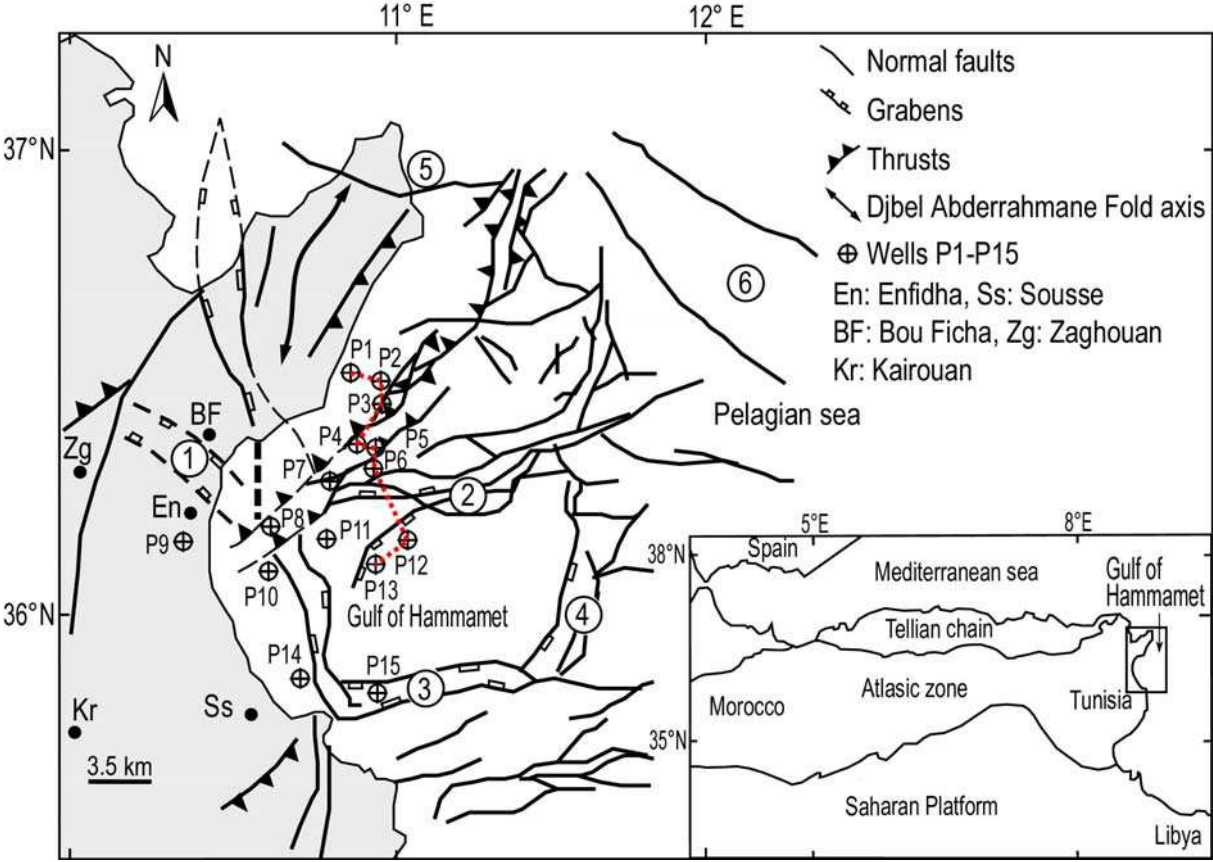 11° E
12° E
N
37°N
36°N
Normal faults
Grabens
Thrusts
Djbel Abderrahmane Fold axis
Wells P1-P15
En: Enfidha, Ss: Sousse
BF: Bou Ficha, Zg: Zaghouan
Kr: Kairouan
5
6
P1
P2
P3
P4
P5
P6
P7
BF
Zg
1
En
P8
P9
P10
P11
P12
P13
2
Pelagian sea
Gulf of Hammamet
4
P14
P15
3
Ss
Kr
3.5 km
5°E
8°E
38°N
35°N
Spain
Mediterranean sea
Gulf of
Hammamet
Tellian chain
Atlasic zone
Morocco
Tunisia
Saharan Platform
Libya